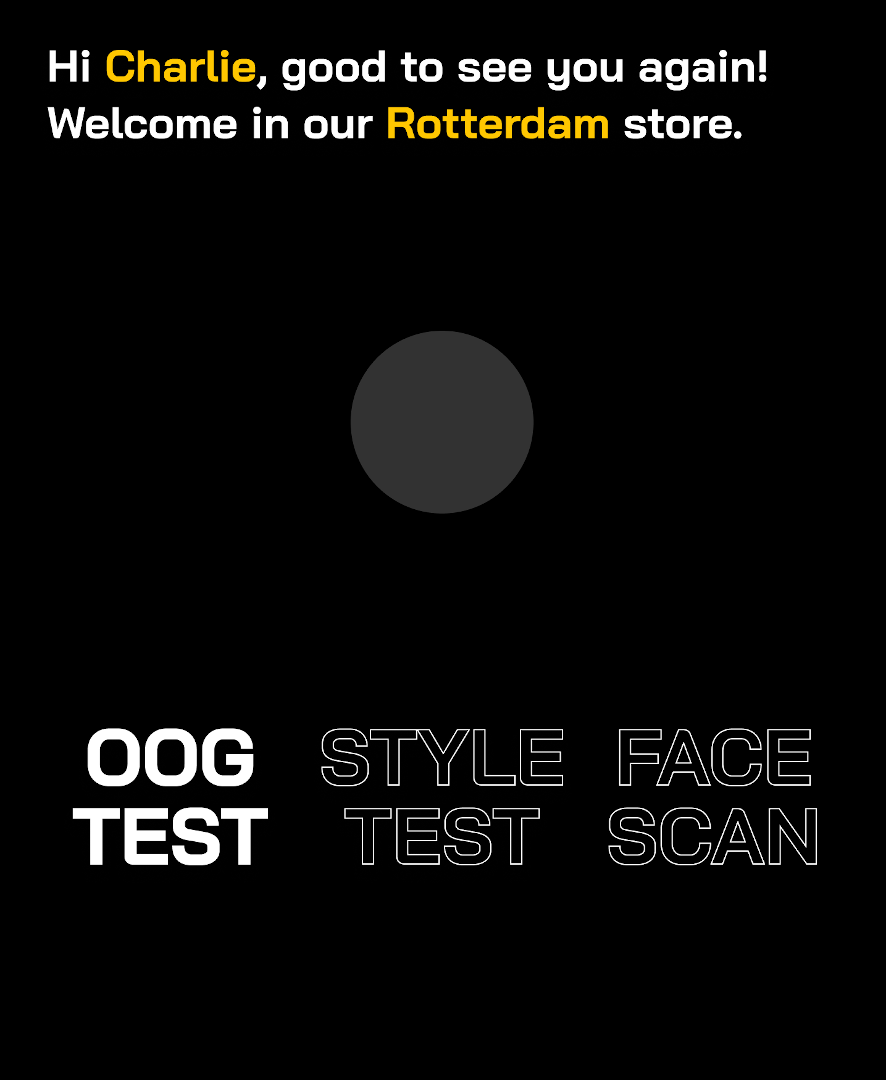 Hi Charlie, good to see you again!
Welcome in our Rotterdam store.
OOG
TEST
STYLE
TEST
FACE
SCAN